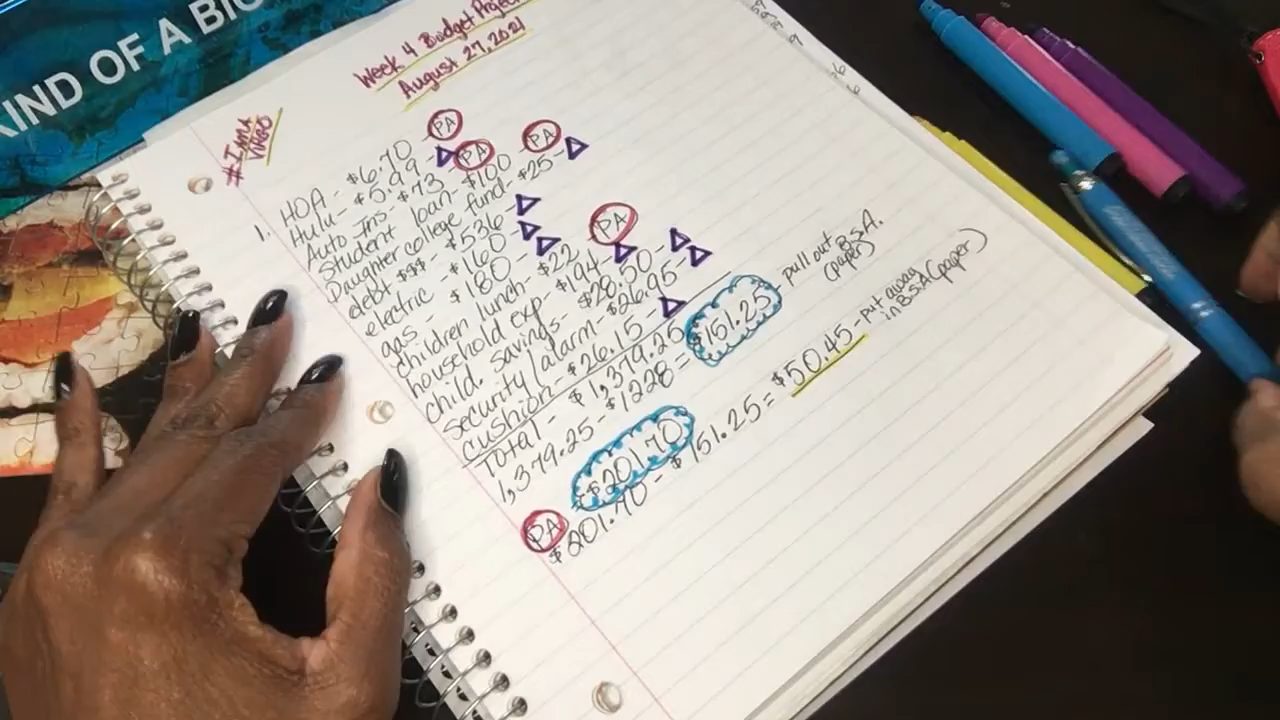 KIND OF A BIG
Week 4 Budget Project
August 27, 2021
#IMA
VIRGO
HOA - $6.70 PA
1. Hulu - $5.99 - PA
Auto Ins. $73 PA
Student loan - $100
Daughter college fund - $25 -
debt $$$ - $536
electric - $160
gas - $180 -
children lunch - $22 PA
household exp - $194
child. savings - $28.50 -
security/alarm - $26.95 -
cushion - $26.15 -
Total - $1,379.25
1,379.25 - $1228 = $151.25 - pull out B.S.A.
(paper)
PA $201.70
$201.70 - $151.25 = $50.45 - put away
in BSA (paper)